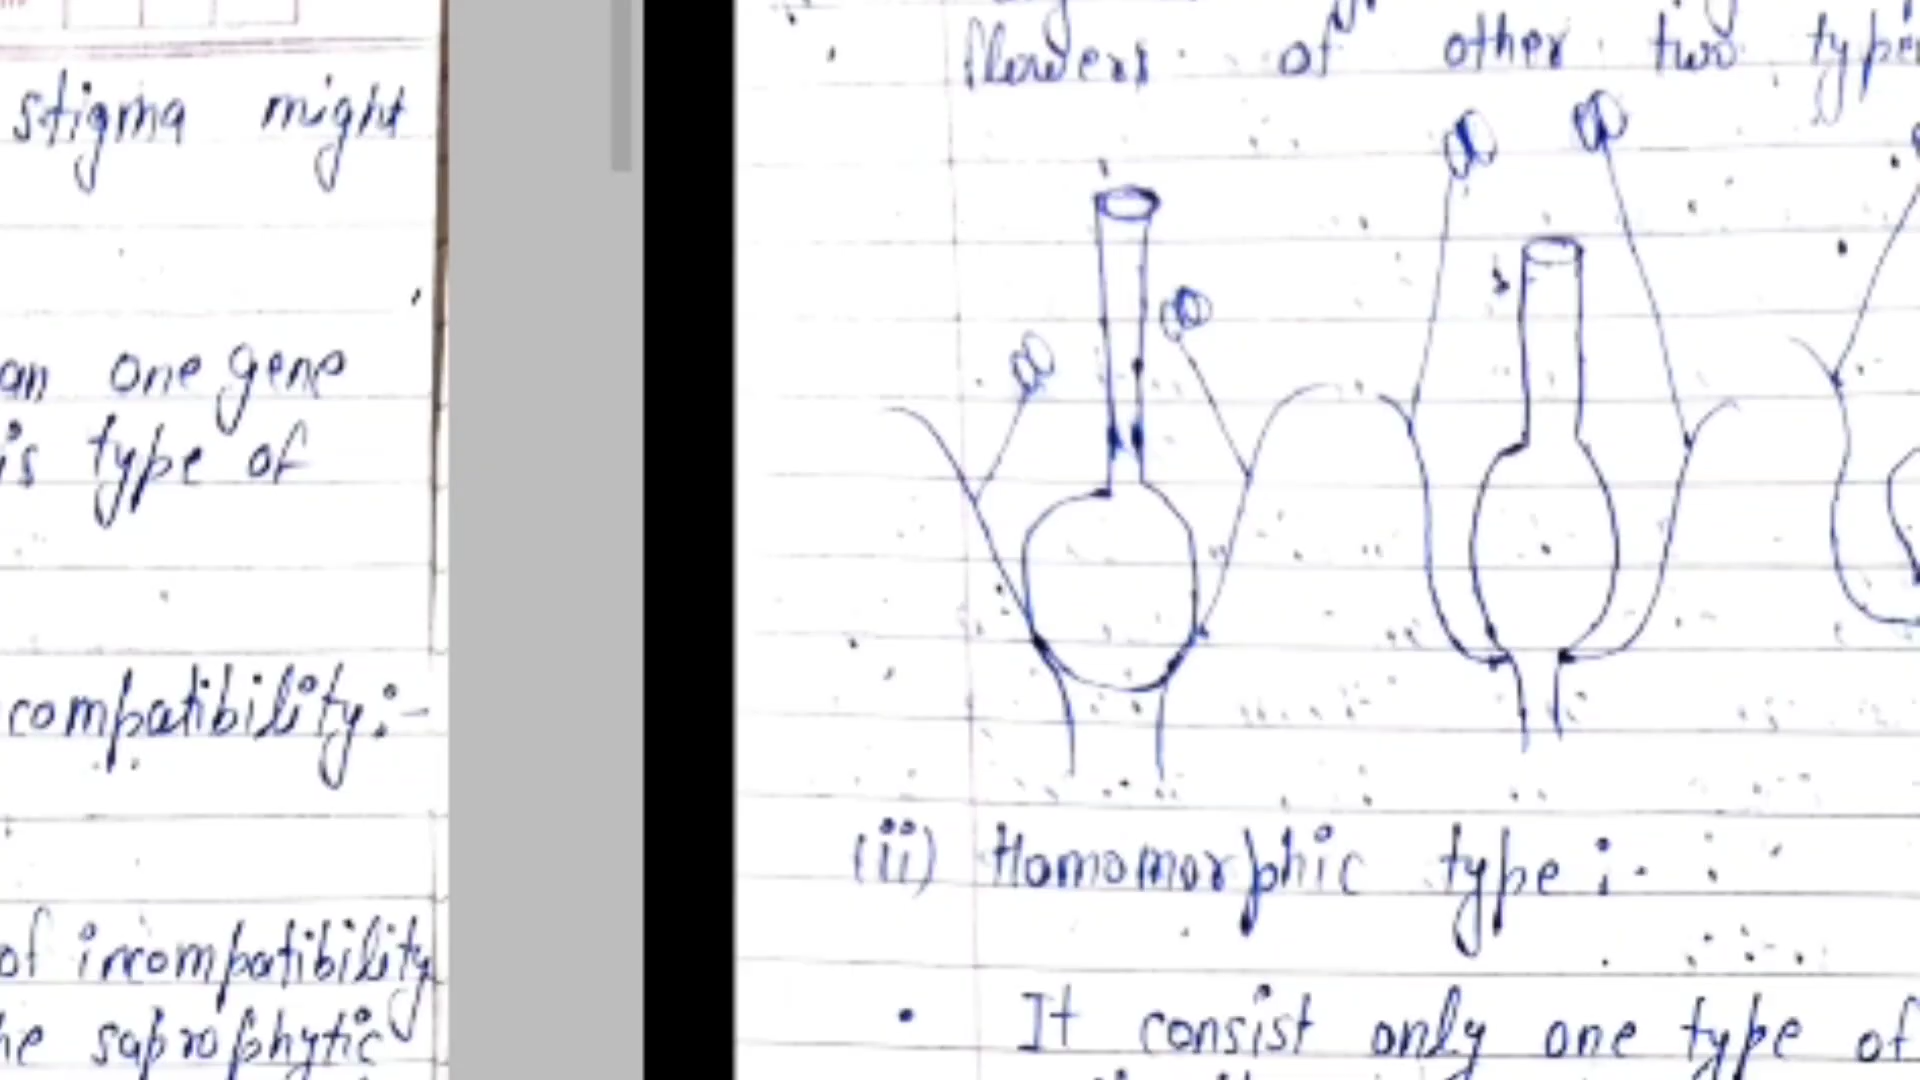 stigma might
an one gene
is type of
compatibility:-
of incompatibility
he saprophytic
flowers of other two type
(ii) Homomorphic type :-
• It consist only one type of